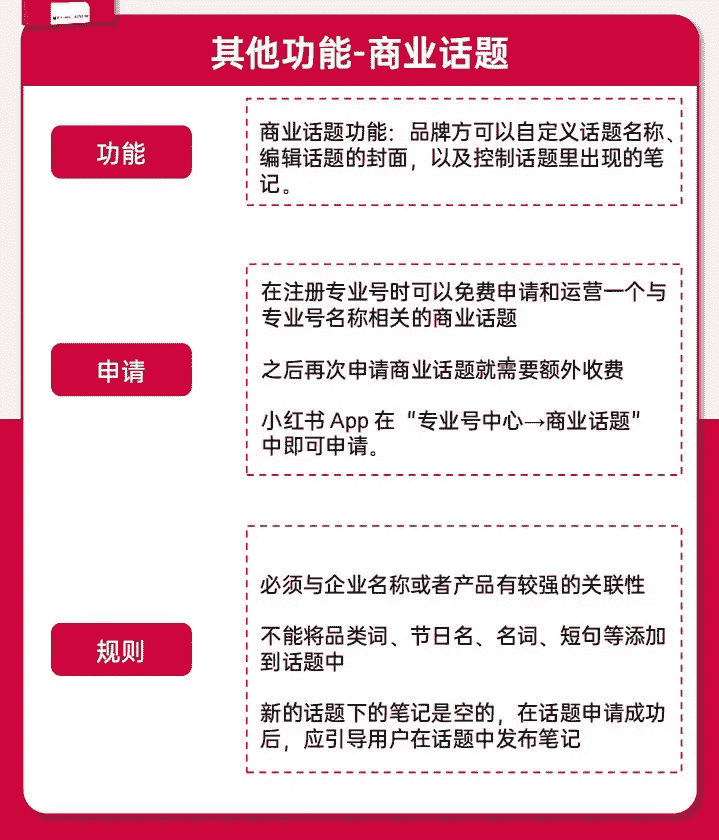 其他功能-商业话题
功能
商业话题功能：品牌方可以自定义话题名称、
编辑话题的封面，以及控制话题里出现的笔
记。
申请
在注册专业号时可以免费申请和运营一个与
专业号名称相关的商业话题
之后再次申请商业话题就需要额外收费
小红书 App 在“专业号中心→商业话题”
中即可申请。
规则
必须与企业名称或者产品有较强的关联性
不能将品类词、节日名、名词、短句等添加
到话题中
新的话题下的笔记是空的，在话题申请成功
后，应引导用户在话题中发布笔记